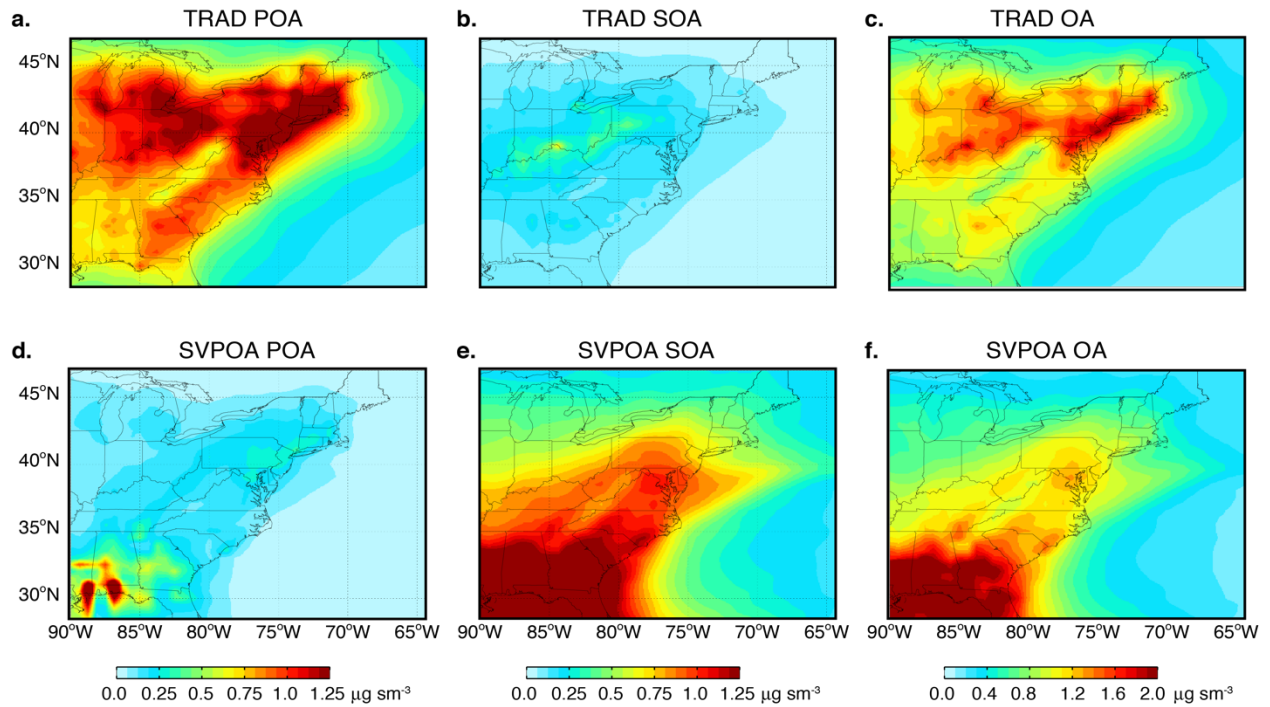 a. TRAD POA
b. TRAD SOA
c. TRAD OA
45°N
40°N
35°N
30°N
d. SVPOA POA
e. SVPOA SOA
f. SVPOA OA
45°N
40°N
35°N
30°N
90°W 85°W 80°W 75°W 70°W 65°W
90°W 85°W 80°W 75°W 70°W 65°W
90°W 85°W 80°W 75°W 70°W 65°W
0.0 0.25 0.5 0.75 1.0 1.25 μg sm⁻³
0.0 0.25 0.5 0.75 1.0 1.25 μg sm⁻³
0.0 0.4 0.8 1.2 1.6 2.0 μg sm⁻³